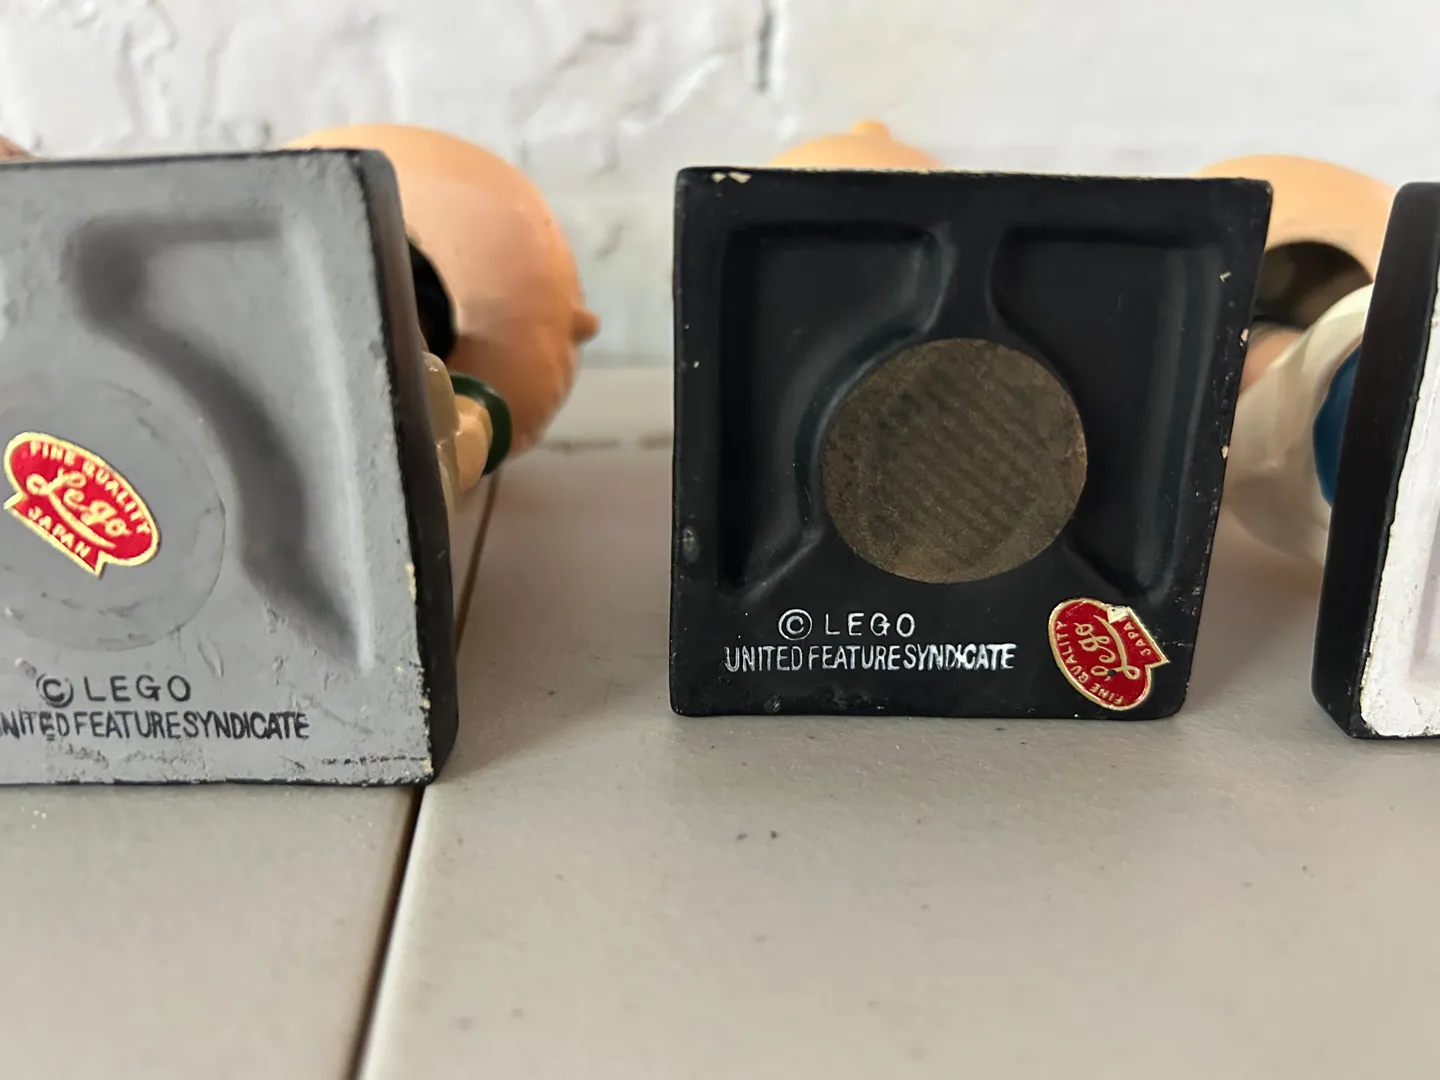 FINE QUALITY
Lego
JAPAN
© LEGO
UNITED FEATURE SYNDICATE
© LEGO
UNITED FEATURE SYNDICATE
FINE QUALITY
Lego
JAPAN